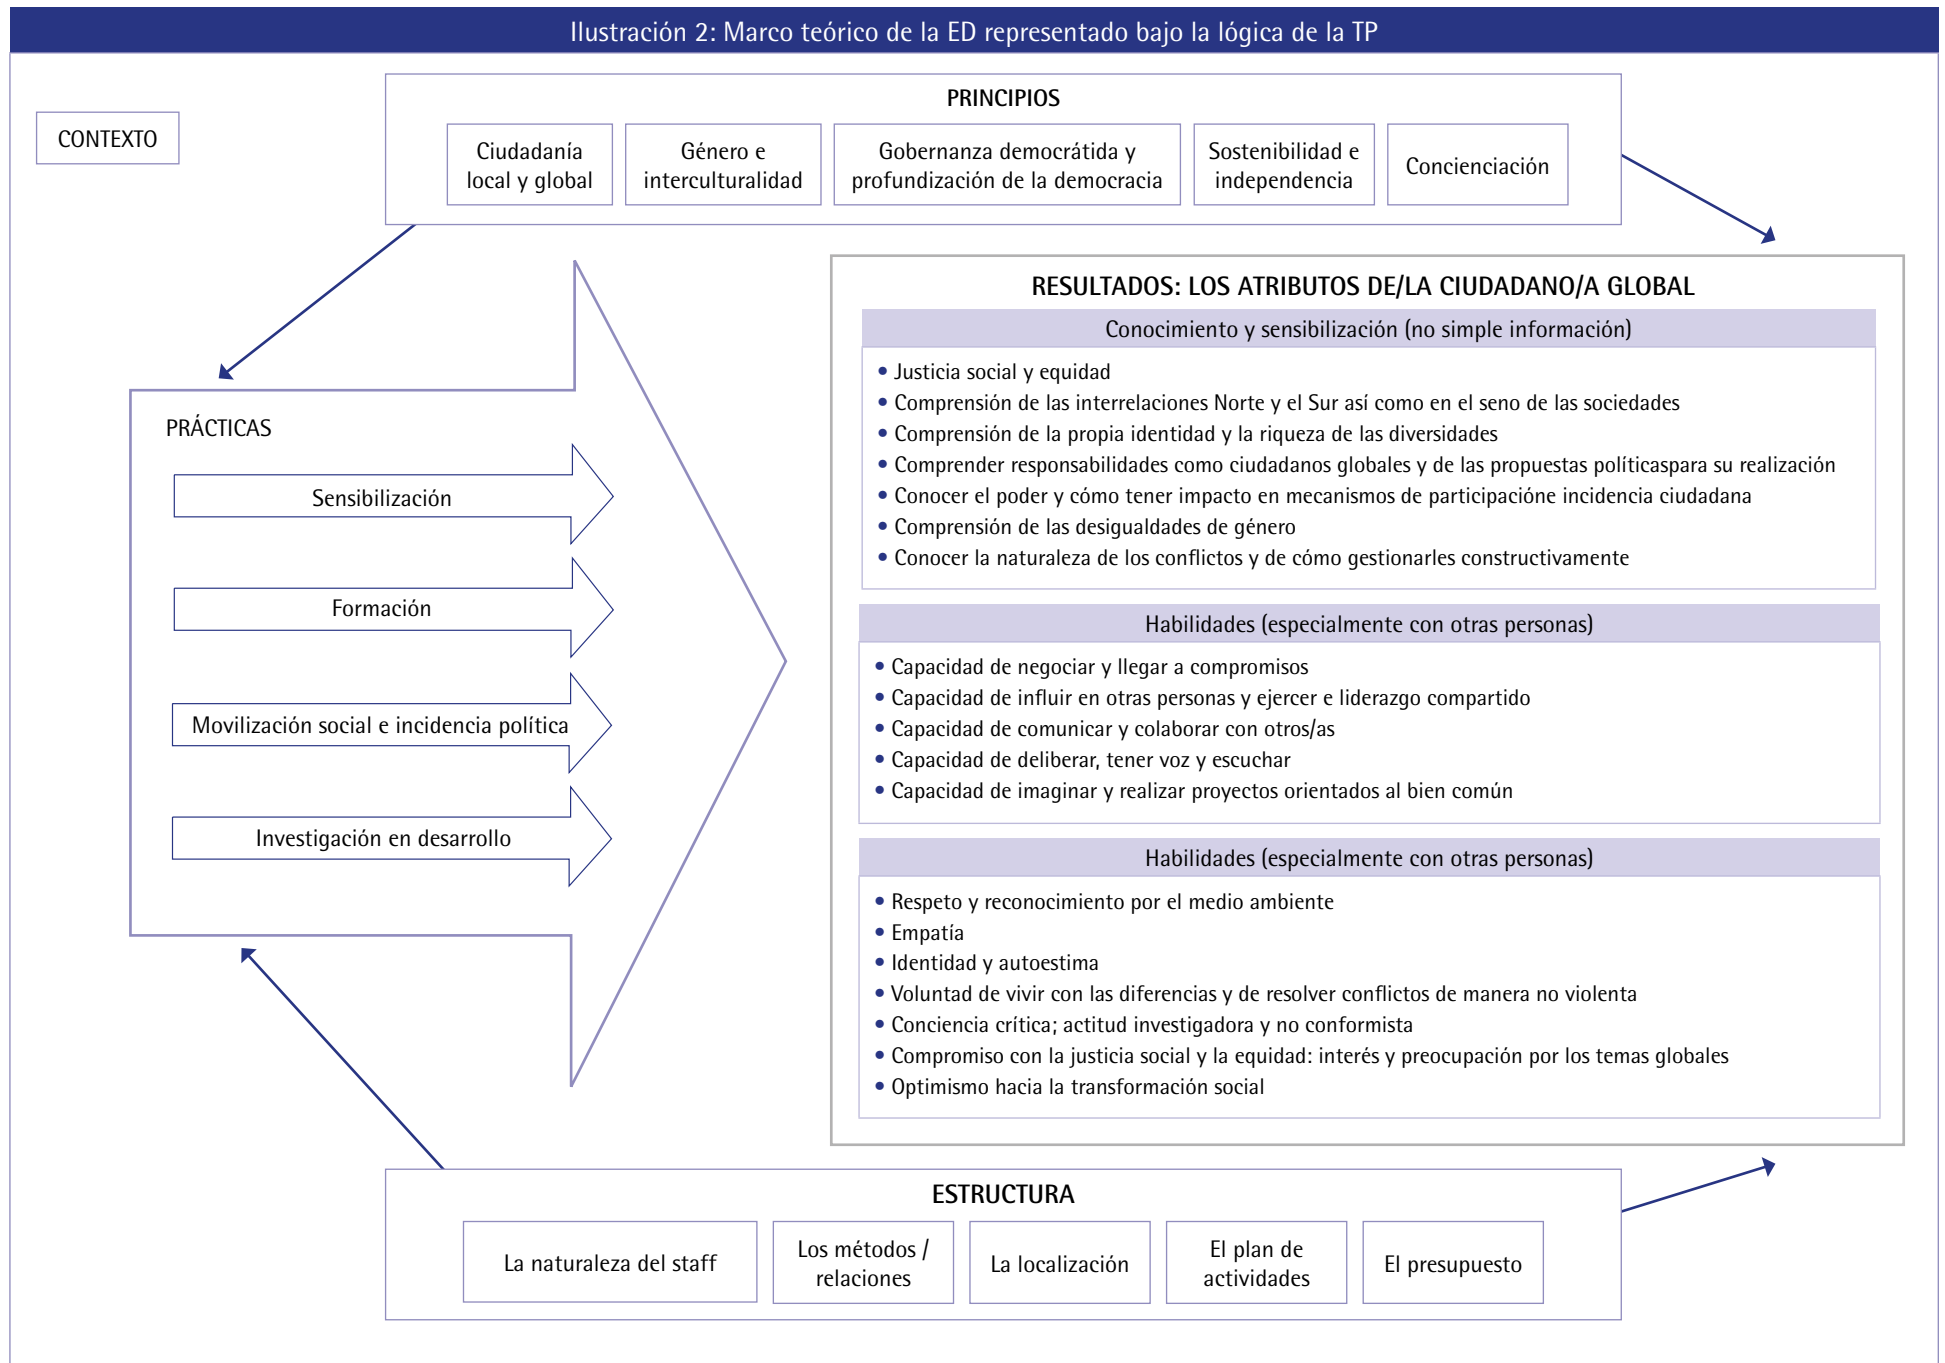 Ilustración 2: Marco teórico de la ED representado bajo la lógica de la TP
CONTEXTO
PRINCIPIOS
Ciudadanía
local y global
Género e
interculturalidad
Gobernanza democrátida y
profundización de la democracia
Sostenibilidad e
independencia
Concienciación
PRÁCTICAS
Sensibilización
Formación
Movilización social e incidencia política
Investigación en desarrollo
RESULTADOS: LOS ATRIBUTOS DE/LA CIUDADANO/A GLOBAL
Conocimiento y sensibilización (no simple información)
• Justicia social y equidad
• Comprensión de las interrelaciones Norte y el Sur así como en el seno de las sociedades
• Comprensión de la propia identidad y la riqueza de las diversidades
• Comprender responsabilidades como ciudadanos globales y de las propuestas políticaspara su realización
• Conocer el poder y cómo tener impacto en mecanismos de participacióne incidencia ciudadana
• Comprensión de las desigualdades de género
• Conocer la naturaleza de los conflictos y de cómo gestionarles constructivamente
Habilidades (especialmente con otras personas)
• Capacidad de negociar y llegar a compromisos
• Capacidad de influir en otras personas y ejercer e liderazgo compartido
• Capacidad de comunicar y colaborar con otros/as
• Capacidad de deliberar, tener voz y escuchar
• Capacidad de imaginar y realizar proyectos orientados al bien común
Habilidades (especialmente con otras personas)
• Respeto y reconocimiento por el medio ambiente
• Empatía
• Identidad y autoestima
• Voluntad de vivir con las diferencias y de resolver conflictos de manera no violenta
• Conciencia crítica; actitud investigadora y no conformista
• Compromiso con la justicia social y la equidad: interés y preocupación por los temas globales
• Optimismo hacia la transformación social
ESTRUCTURA
La naturaleza del staff
Los métodos /
relaciones
La localización
El plan de
actividades
El presupuesto